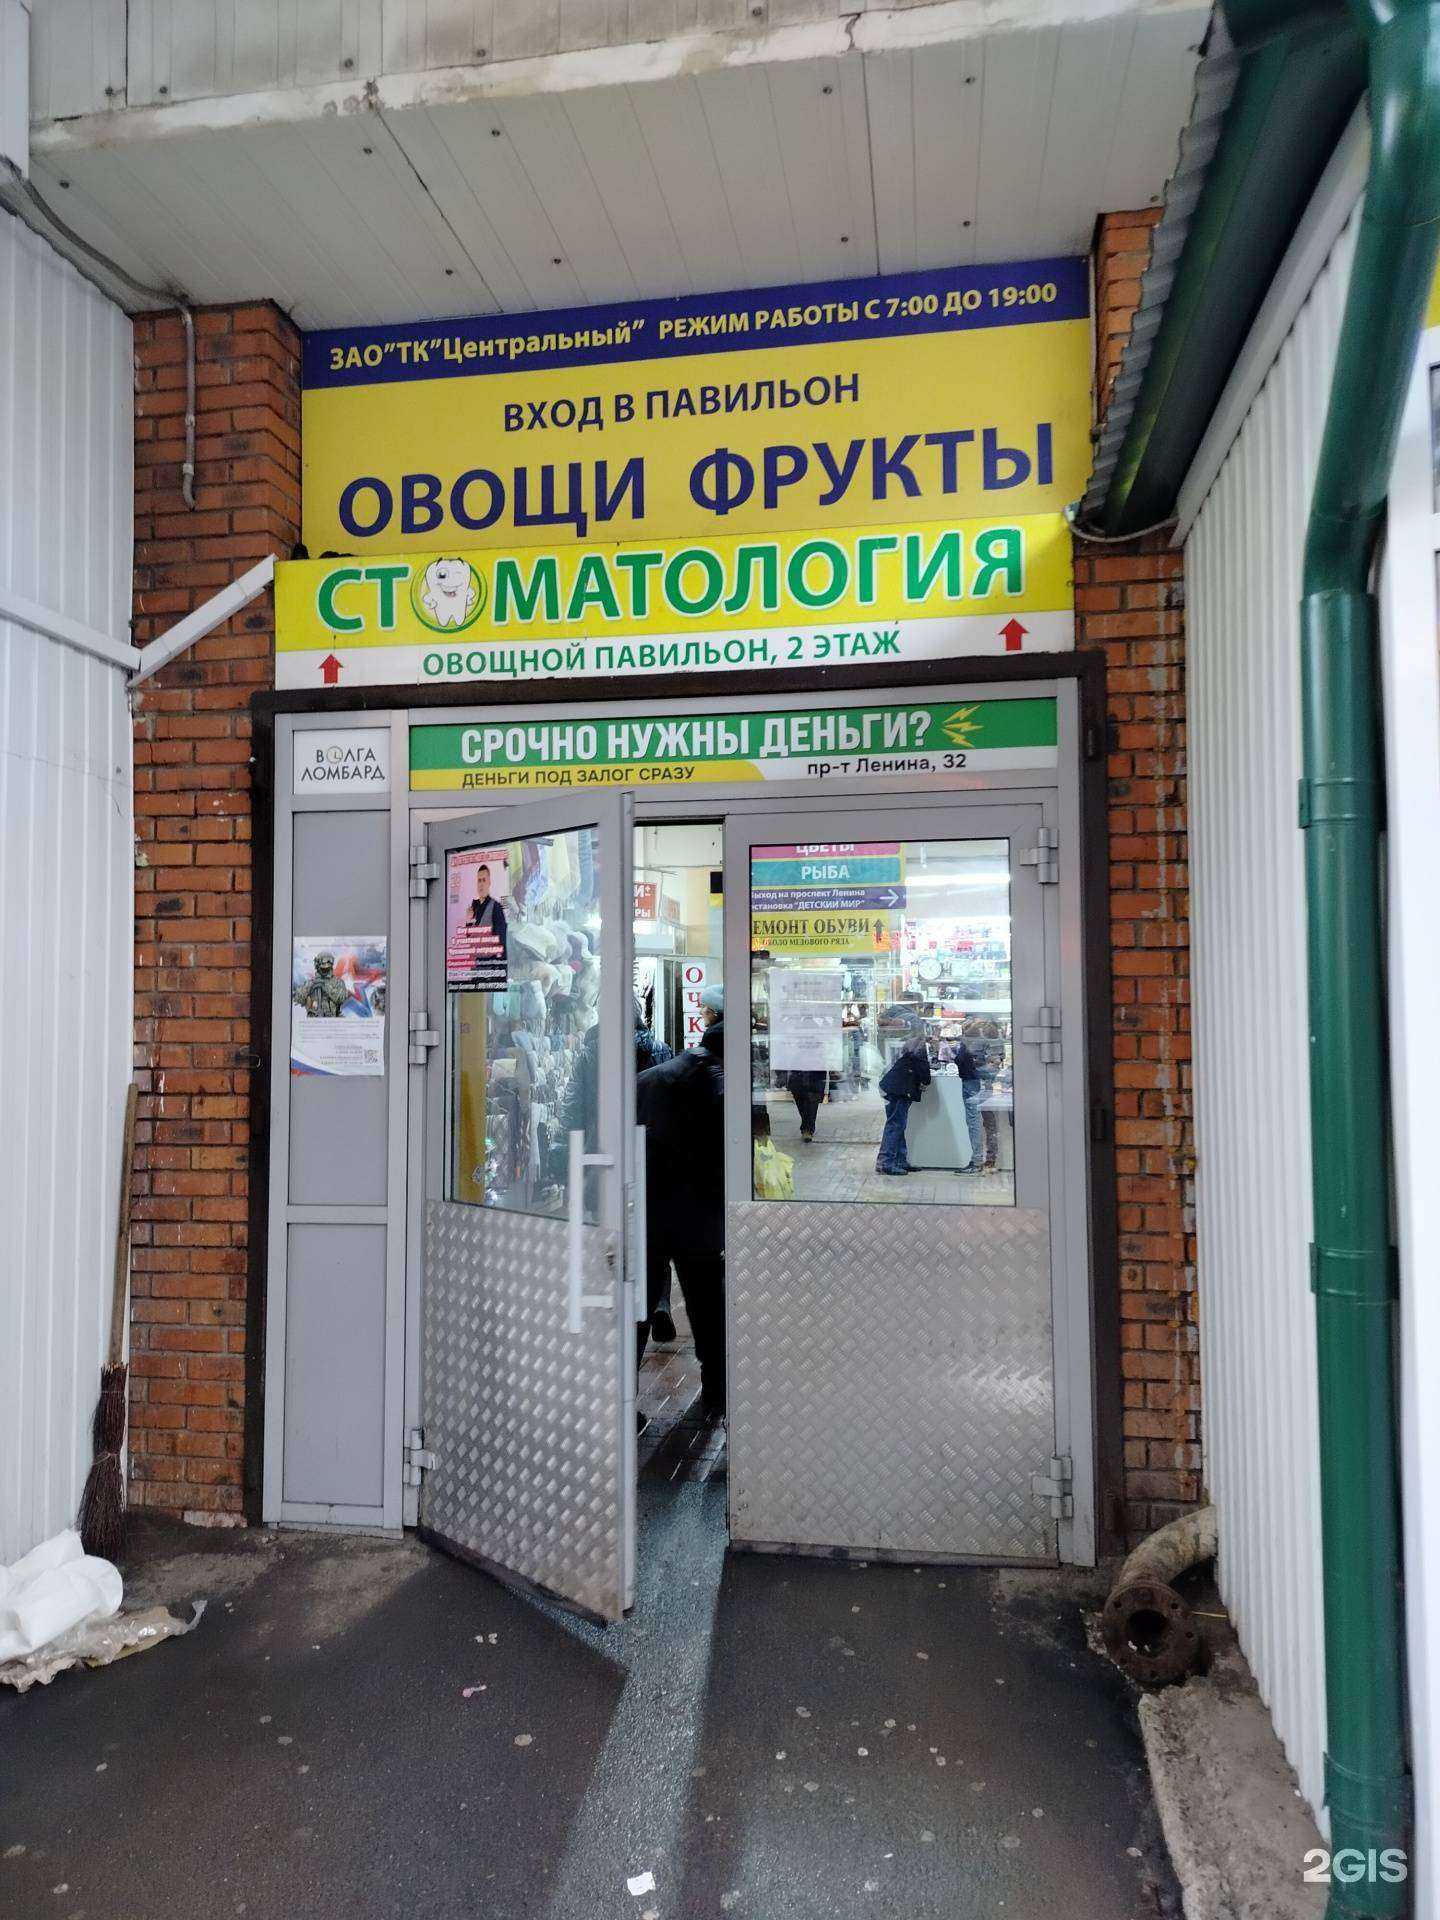 ЗАО"ТК"Центральный" РЕЖИМ РАБОТЫ С 7:00 ДО 19:00
ВХОД В ПАВИЛЬОН
ОВОЩИ ФРУКТЫ
СТОМАТОЛОГИЯ
ОВОЩНОЙ ПАВИЛЬОН, 2 ЭТАЖ
ВОЛГА
ЛОМБАРД
СРОЧНО НУЖНЫ ДЕНЬГИ?
ДЕНЬГИ ПОД ЗАЛОГ СРАЗУ
пр-т Ленина, 32
ЦВЕТЫ
РЫБА
Выход на проспект Ленина
остановка "ДЕТСКИЙ МИР"
ЕМОНТ ОБУВИ
ОКОЛО МЕДОВОГО РЯДА
О
Ч
К
2GIS